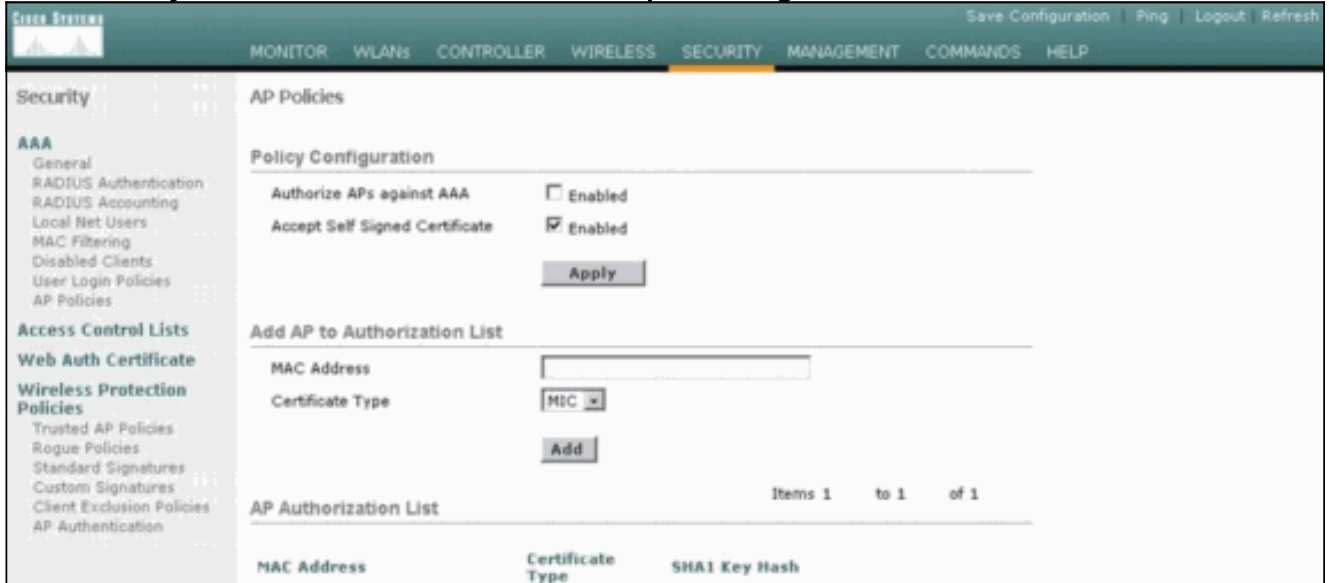 Cisco Systems
Save Configuration | Ping | Logout | Refresh
MONITOR WLANs CONTROLLER WIRELESS SECURITY MANAGEMENT COMMANDS HELP
Security
AAA
General
RADIUS Authentication
RADIUS Accounting
Local Net Users
MAC Filtering
Disabled Clients
User Login Policies
AP Policies
Access Control Lists
Web Auth Certificate
Wireless Protection
Policies
Trusted AP Policies
Rogue Policies
Standard Signatures
Custom Signatures
Client Exclusion Policies
AP Authentication
AP Policies
Policy Configuration
Authorize APs against AAA Enabled
Accept Self Signed Certificate Enabled
Apply
Add AP to Authorization List
MAC Address
Certificate Type MIC
Add
Items 1 to 1 of 1
AP Authorization List
MAC Address Certificate Type SHA1 Key Hash